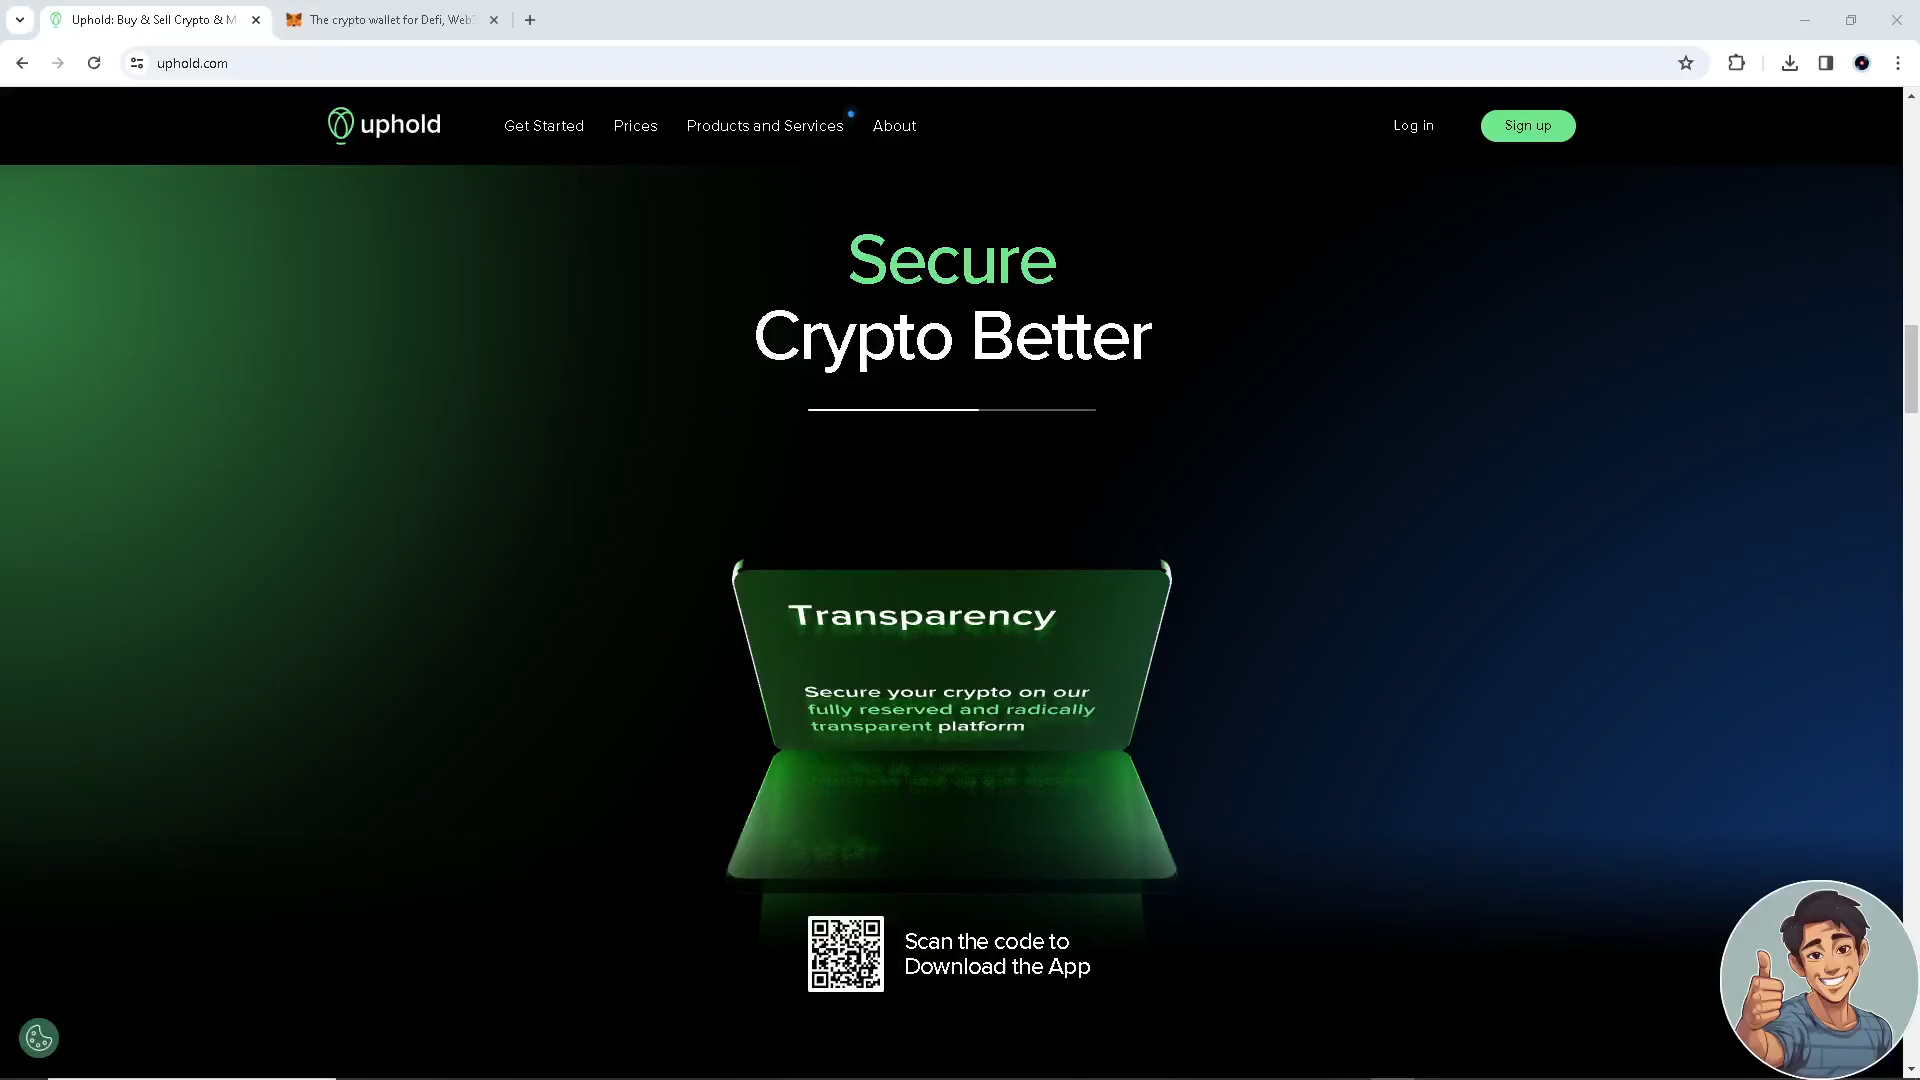 Uphold: Buy & Sell Crypto & M
The crypto wallet for Defi, Web3
uphold.com
uphold
Get Started
Prices
Products and Services
About
Log in
Sign up
Secure
Crypto Better
Transparency
Secure your crypto on our
fully reserved and radically
transparent platform
Scan the code to
Download the App